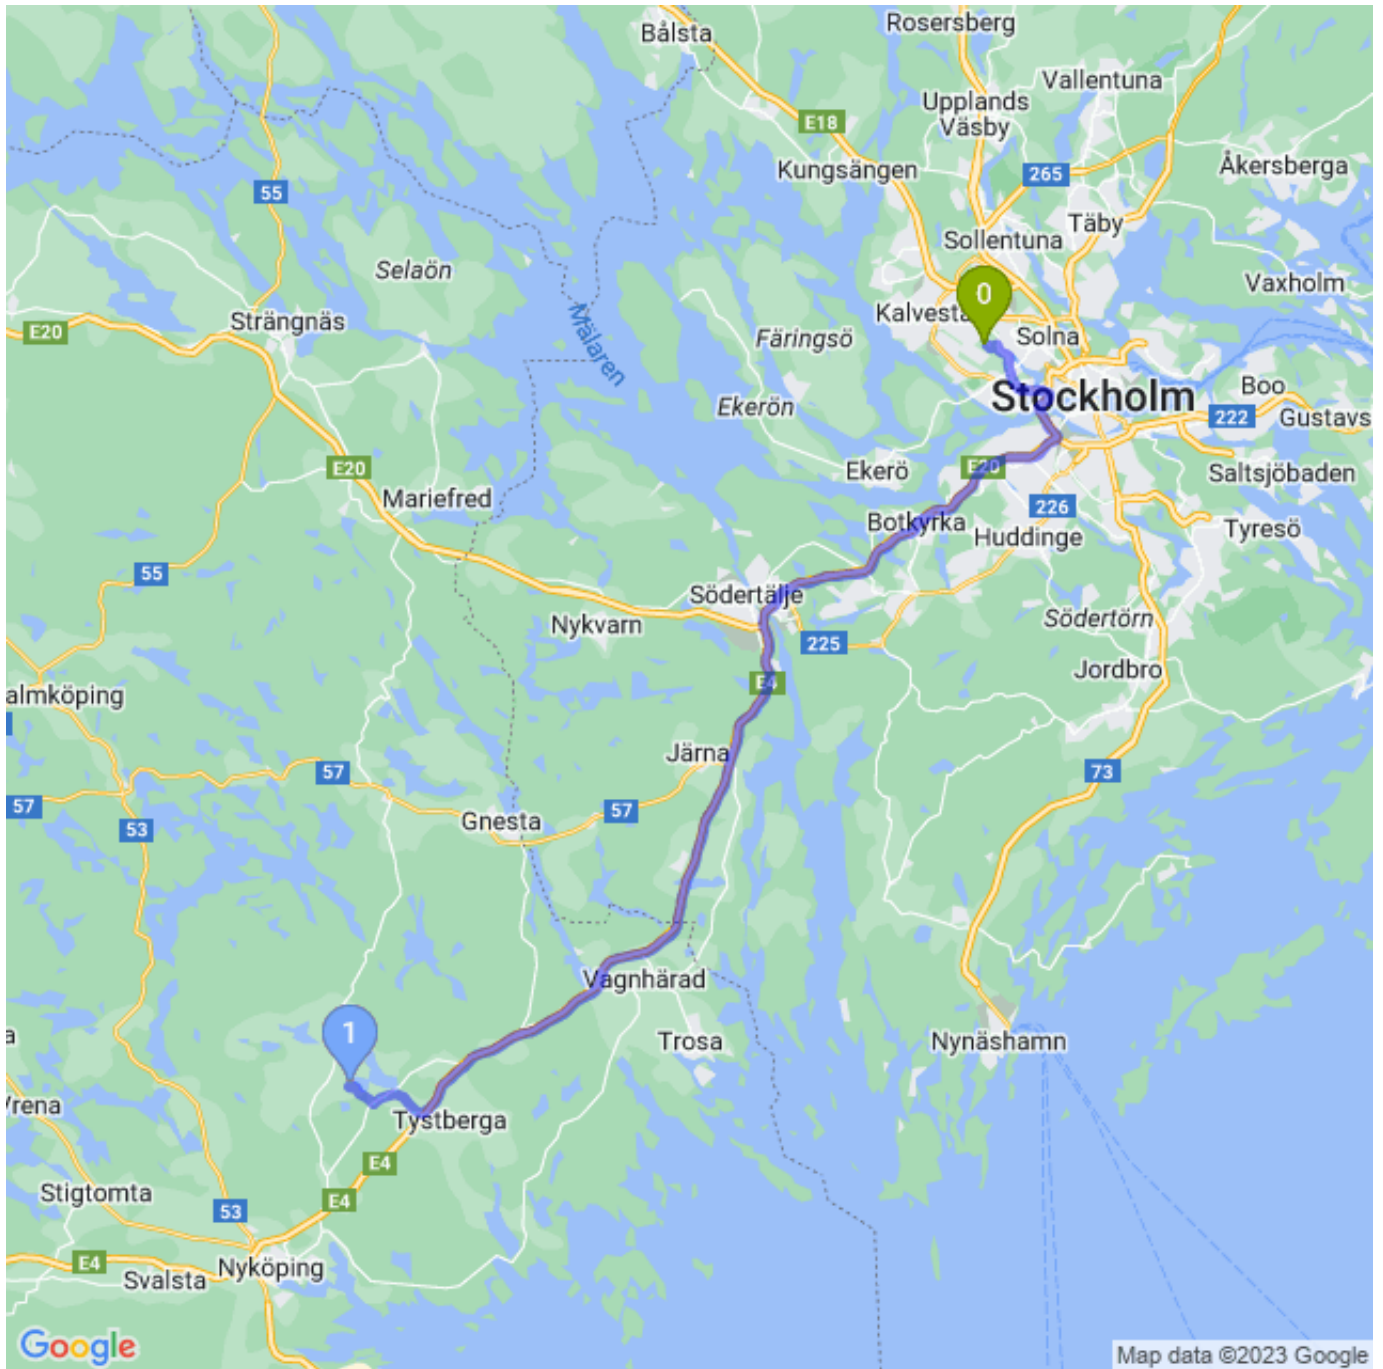 Rosersberg
Bålsta
Vallentuna
Upplands
Väsby
E18
Kungsängen
265
Åkersberga
55
Täby
Sollentuna
Selaön
Vaxholm
0
Kalvesta
Strängnäs
E20
Mälaren
Färingsö
Solna
Stockholm
Boo
Ekerön
222
Gustavs
E20
Ekerö
E20
Saltsjöbaden
Mariefred
226
Botkyrka
Huddinge
Tyresö
55
Södertälje
Nykvarn
Södertörn
225
Jordbro
E4
almköping
Järna
57
73
57
57
Gnesta
53
Vagnhärad
1
Trosa
Nynäshamn
a
Vrena
Tystberga
E4
Stigtomta
E4
53
E4
Nyköping
Svalsta
Google
Map data ©2023 Google